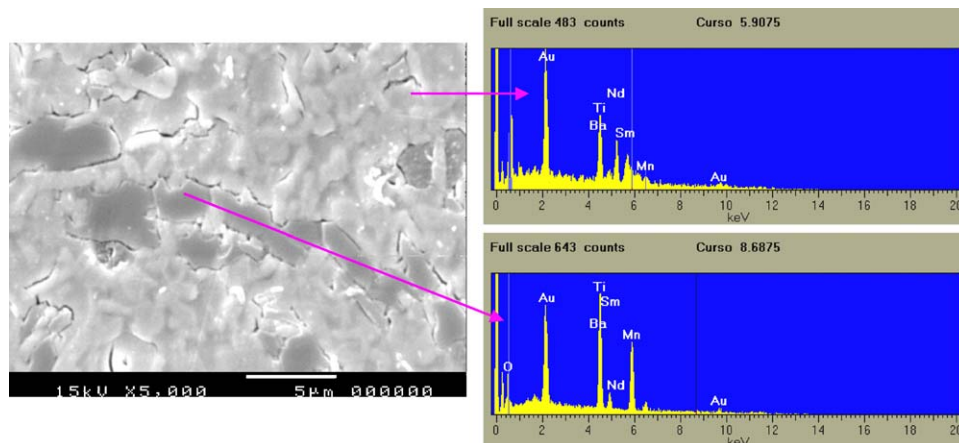 Full scale 483 counts Curso 5.9075
Au
Nd
Ti
Ba
Sm
Mn
Au
0 2 4 6 8 10 12 14 16 18 20
keV
Full scale 643 counts Curso 8.6875
Ti
Au
Sm
Ba
Mn
O
Nd
Au
0 2 4 6 8 10 12 14 16 18 20
keV
15kV X5,000 5µm 000000